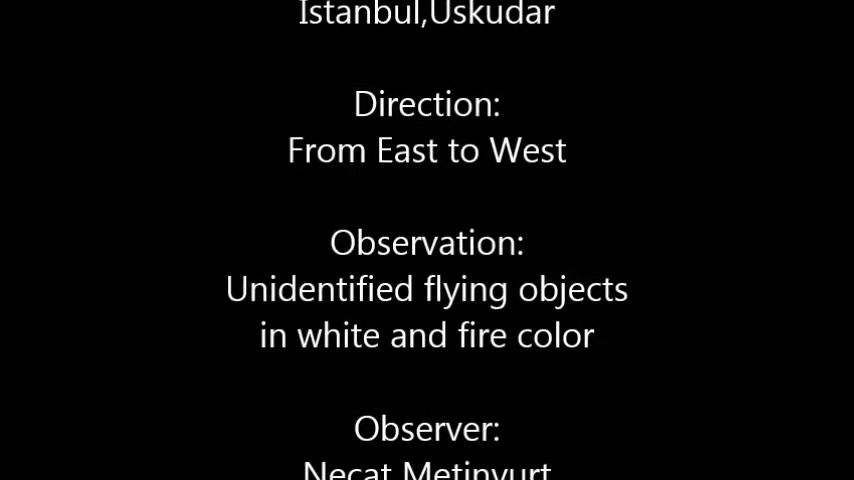 Istanbul,Uskudar
Direction:
From East to West
Observation:
Unidentified flying objects
in white and fire color
Observer:
Necat Metinyurt